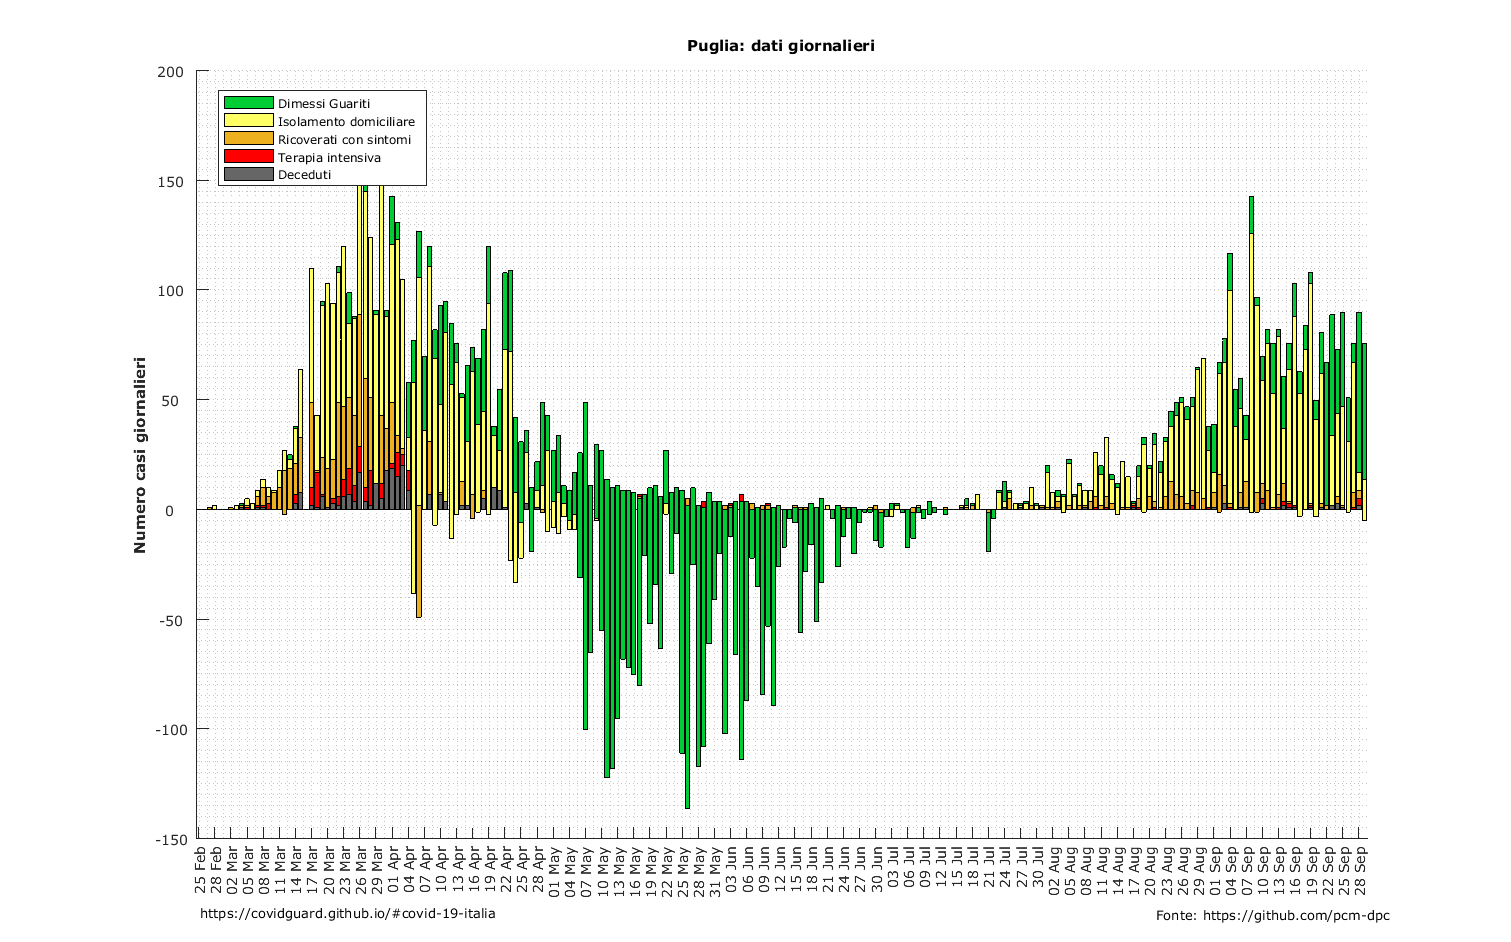 Puglia: dati giornalieri
200
150
100
50
0
-50
-100
-150
Numero casi giornalieri
Dimessi Guariti
Isolamento domiciliare
Ricoverati con sintomi
Terapia intensiva
Deceduti
25 Feb
28 Feb
02 Mar
05 Mar
08 Mar
11 Mar
14 Mar
17 Mar
20 Mar
23 Mar
26 Mar
29 Mar
01 Apr
04 Apr
07 Apr
10 Apr
13 Apr
16 Apr
19 Apr
22 Apr
25 Apr
28 Apr
01 May
04 May
07 May
10 May
13 May
16 May
19 May
22 May
25 May
28 May
31 May
03 Jun
06 Jun
09 Jun
12 Jun
15 Jun
18 Jun
21 Jun
24 Jun
27 Jun
30 Jun
03 Jul
06 Jul
09 Jul
12 Jul
15 Jul
18 Jul
21 Jul
24 Jul
27 Jul
30 Jul
02 Aug
05 Aug
08 Aug
11 Aug
14 Aug
17 Aug
20 Aug
23 Aug
26 Aug
29 Aug
01 Sep
04 Sep
07 Sep
10 Sep
13 Sep
16 Sep
19 Sep
22 Sep
25 Sep
28 Sep
https://covidguard.github.io/#covid-19-italia
Fonte: https://github.com/pcm-dpc